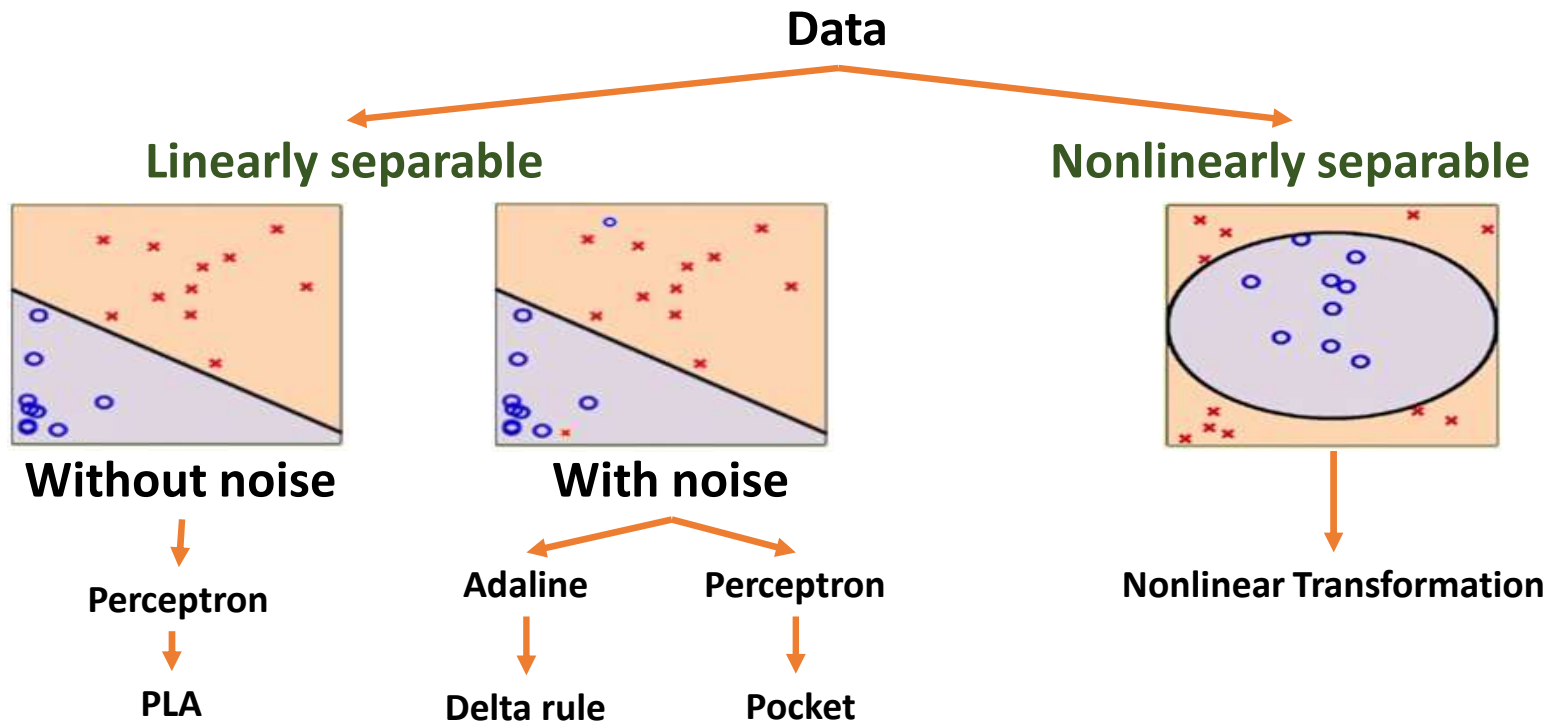 Data
Linearly separable
Nonlinearly separable
Without noise
With noise
Perceptron
Adaline
Perceptron
Nonlinear Transformation
PLA
Delta rule
Pocket